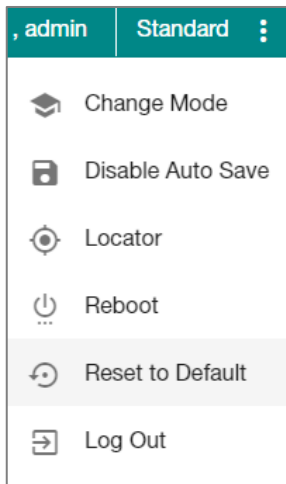 , admin Standard
Change Mode
Disable Auto Save
Locator
Reboot
Reset to Default
Log Out